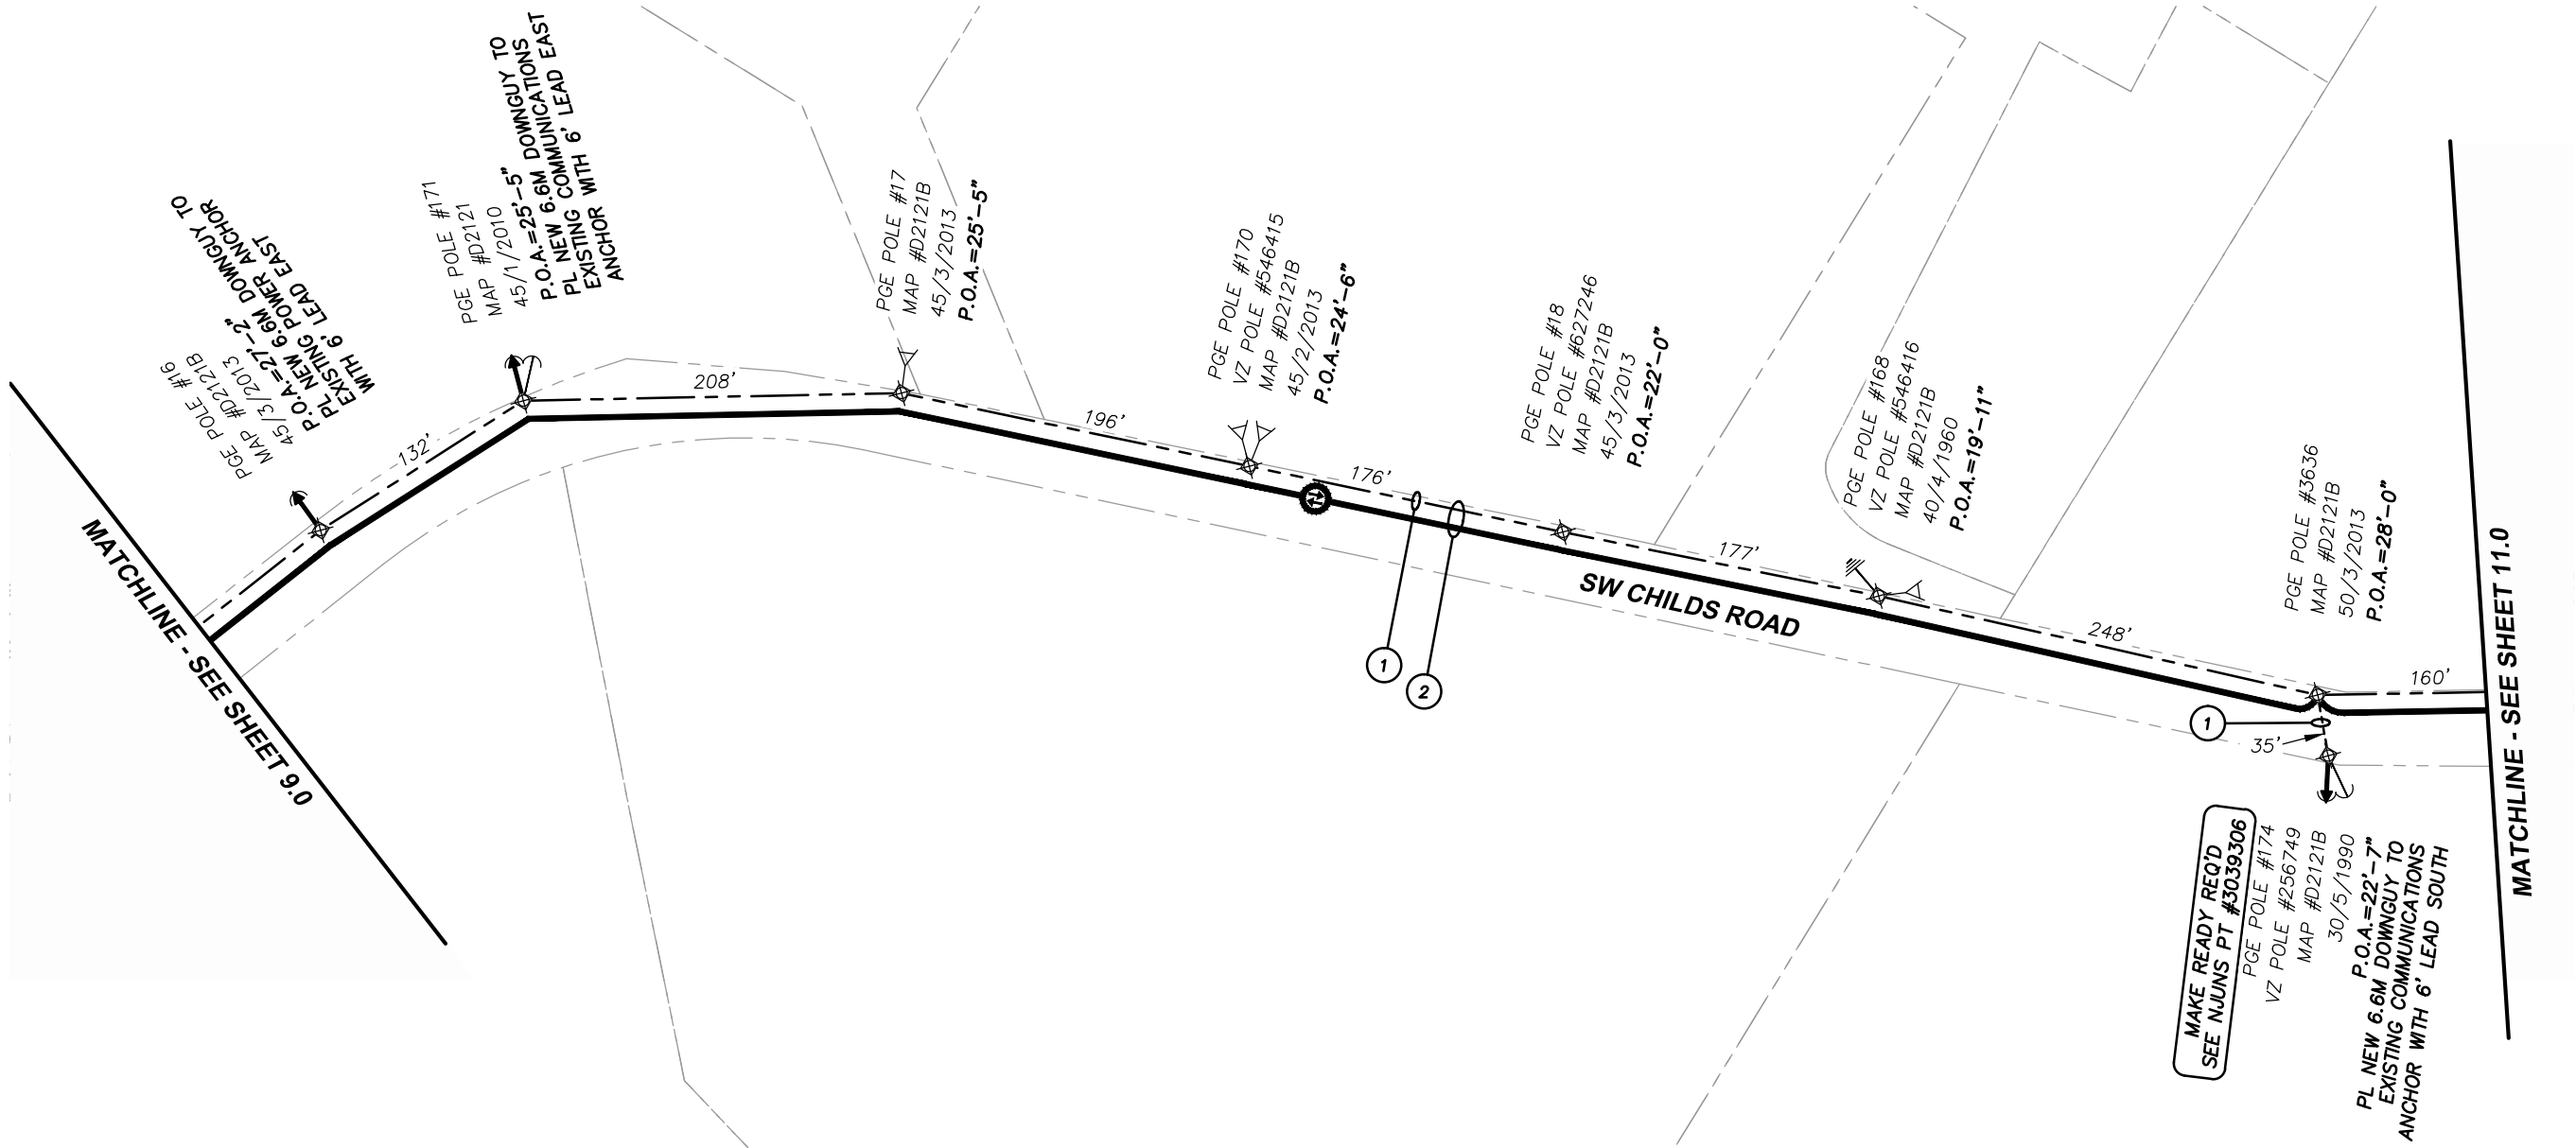 PGE POLE #16
MAP #D2121B
45/3/2013
P.O.A.=27'-2"
PL NEW 6.6M DOWNGUY TO
EXISTING POWER ANCHOR
WITH 6' LEAD EAST
PGE POLE #171
MAP #D2121
45/1/2010
P.O.A.=25'-5"
PL NEW 6.6M DOWNGUY TO
EXISTING COMMUNICATIONS
ANCHOR WITH 6' LEAD EAST
PGE POLE #17
MAP #D2121B
45/3/2013
P.O.A.=25'-5"
PGE POLE #170
VZ POLE #546415
MAP #D2121B
45/2/2013
P.O.A.=24'-6"
PGE POLE #18
VZ POLE #627246
MAP #D2121B
45/3/2013
P.O.A.=22'-0"
PGE POLE #168
VZ POLE #546416
MAP #D2121B
40/4/1960
P.O.A.=19'-11"
PGE POLE #3636
MAP #D2121B
50/3/2013
P.O.A.=28'-0"
132'
208'
196'
176'
177'
248'
160'
35'
1
2
1
SW CHILDS ROAD
MATCHLINE - SEE SHEET 9.0
MATCHLINE - SEE SHEET 11.0
MAKE READY REQ'D
SEE NJUNS PT #3039306
PGE POLE #174
VZ POLE #256749
MAP #D2121B
30/5/1990
P.O.A.=22'-7"
PL NEW 6.6M DOWNGUY TO
EXISTING COMMUNICATIONS
ANCHOR WITH 6' LEAD SOUTH